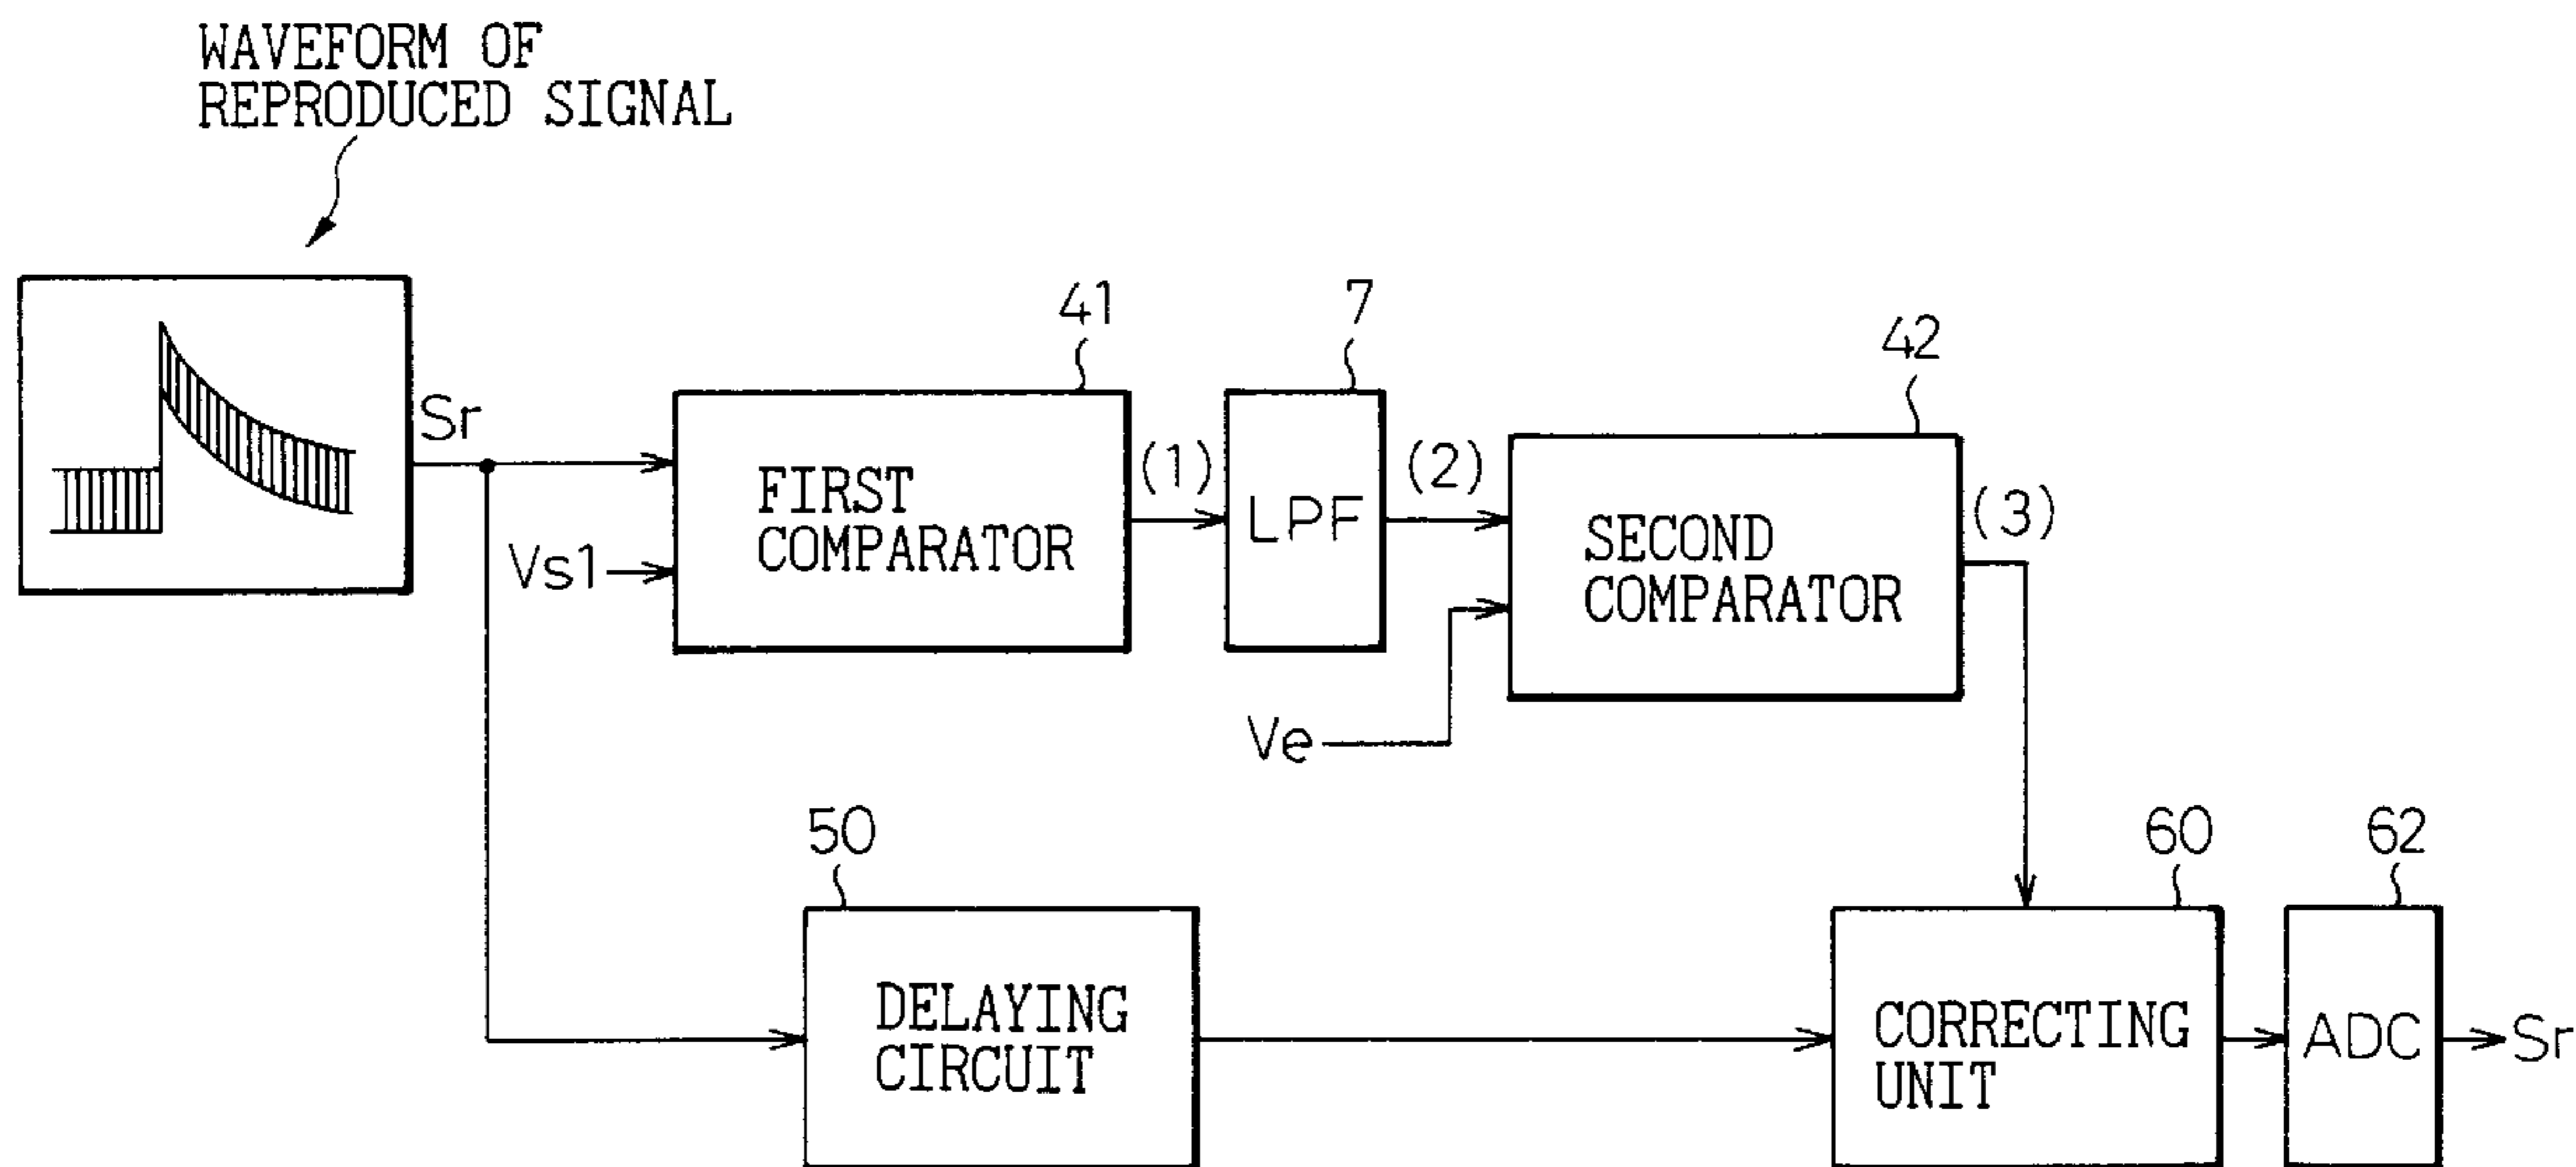 WAVEFORM OF
REPRODUCED SIGNAL
Sr
41
7
42
FIRST
COMPARATOR
Vs1
(1)
LPF
(2)
SECOND
COMPARATOR
(3)
Ve
50
60
62
DELAYING
CIRCUIT
CORRECTING
UNIT
ADC
Sr